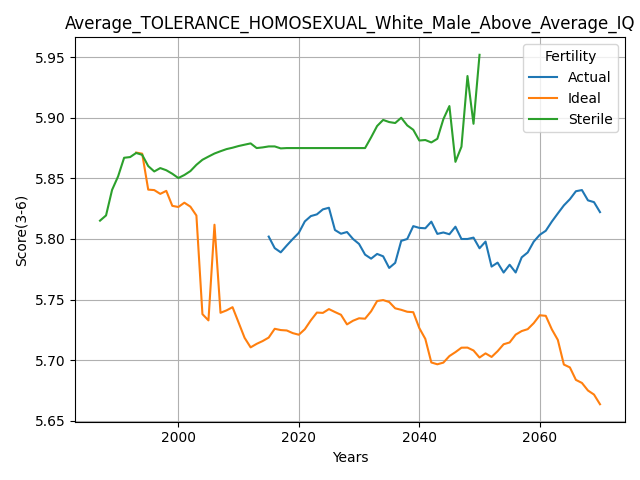 Average_TOLERANCE_HOMOSEXUAL_White_Male_Above_Average_IQ
Fertility
Actual
Ideal
Sterile
Score(3-6)
5.95
5.90
5.85
5.80
5.75
5.70
5.65
2000
2020
2040
2060
Years